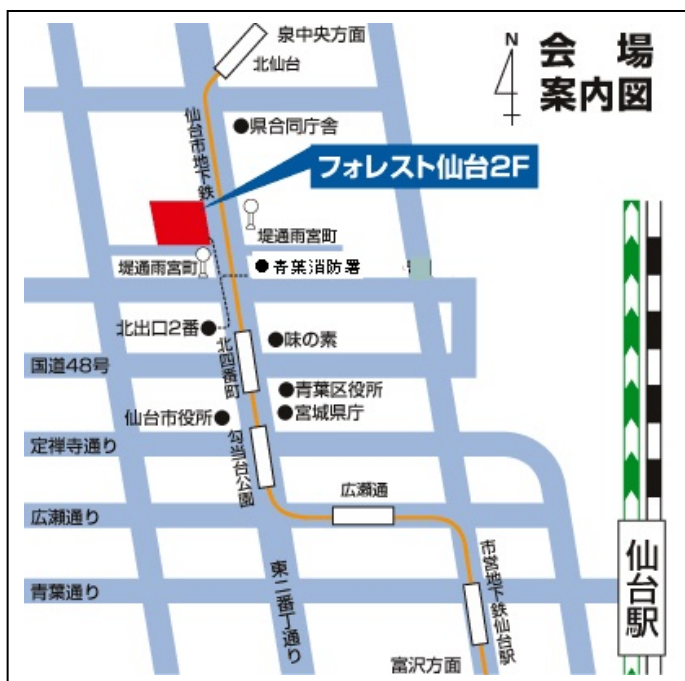 泉中央方面
北仙台
N
会場
案内図
仙台市地下鉄
県合同庁舎
フォレスト仙台2F
堤通雨宮町
堤通雨宮町
青葉消防署
北出口2番
味の素
国道48号
北四番町
青葉区役所
仙台市役所
宮城県庁
定禅寺通り
勾当台公園
広瀬通
広瀬通り
仙台駅
市営地下鉄仙台駅
青葉通り
東二番丁通り
富沢方面